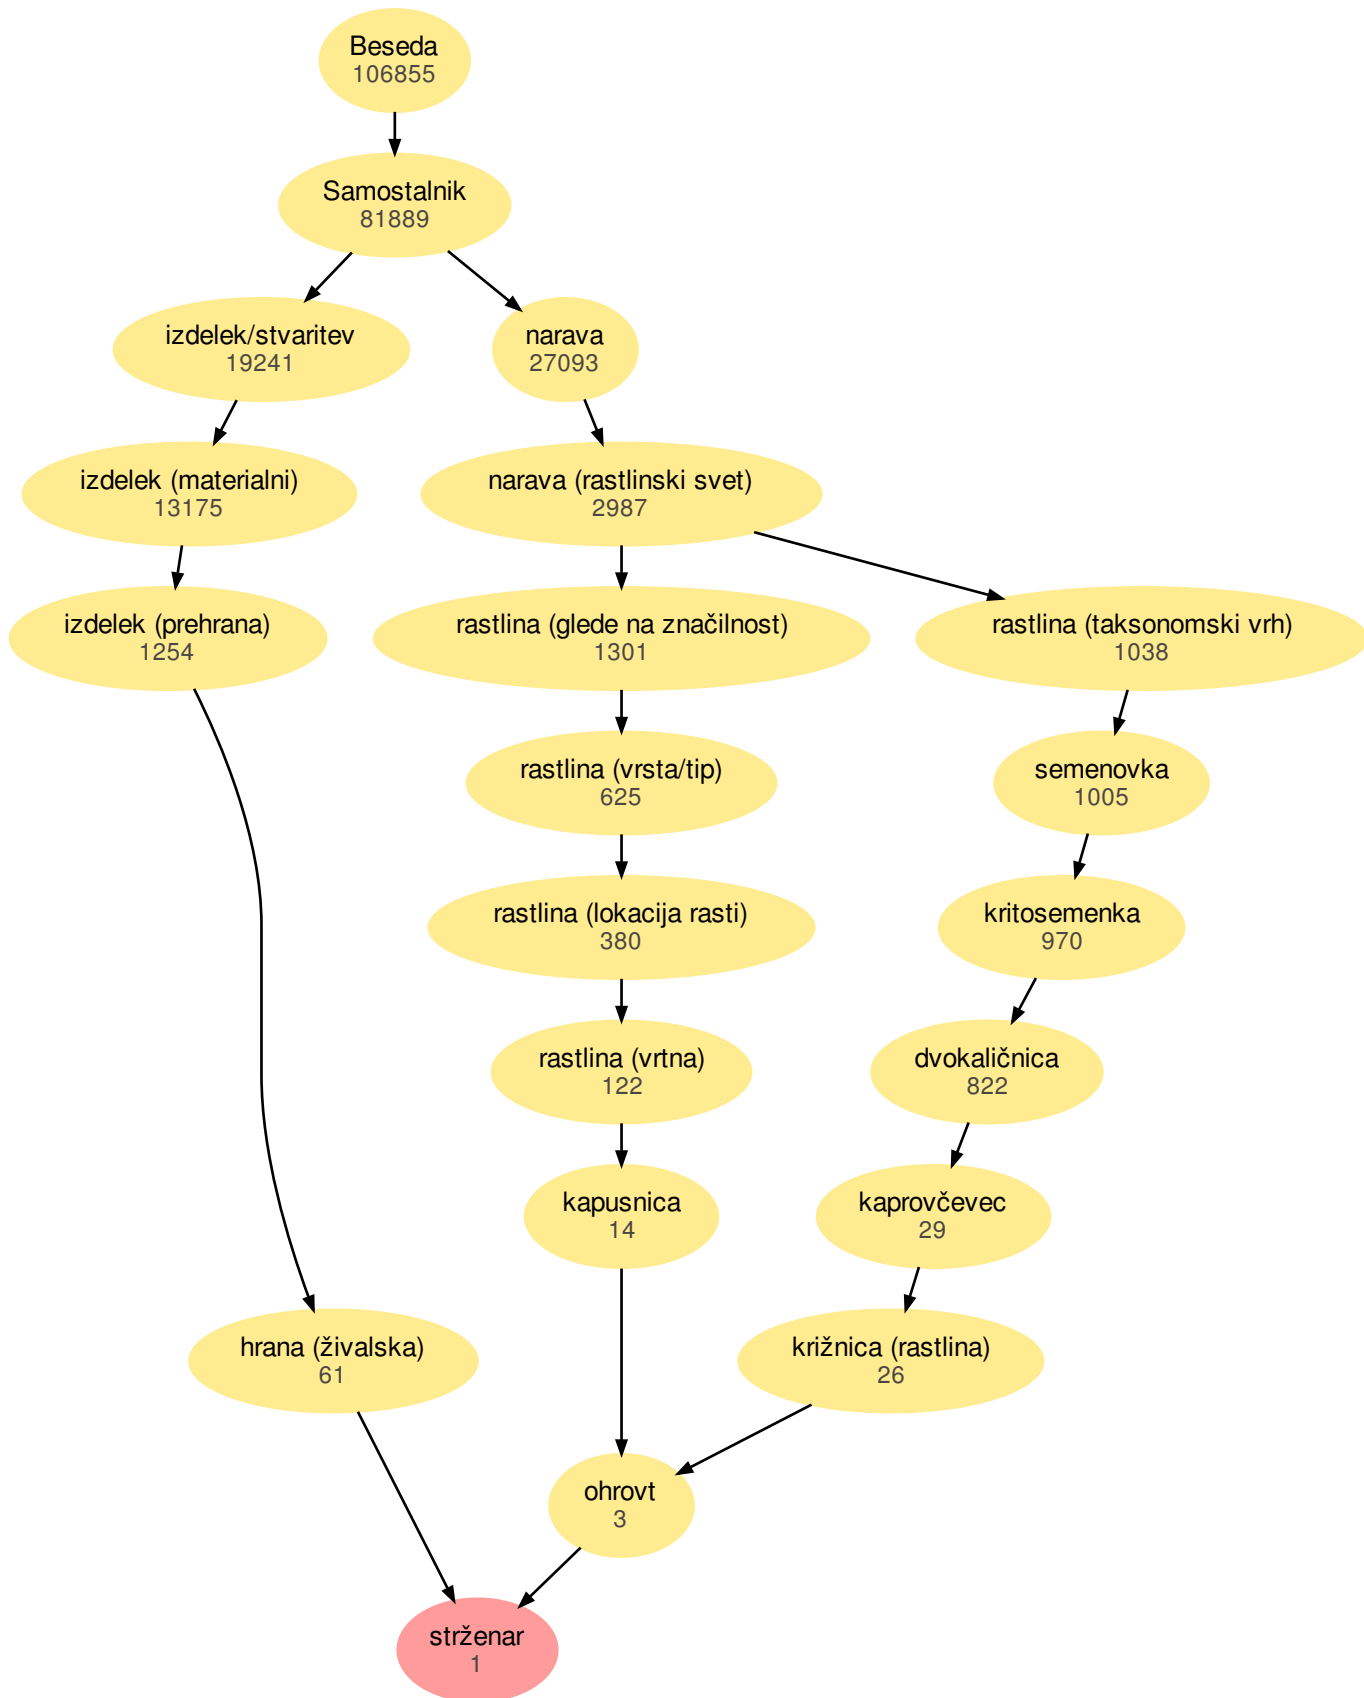 Beseda
106855
Samostalnik
81889
izdelek/stvaritev
19241
narava
27093
izdelek (materialni)
13175
narava (rastlinski svet)
2987
izdelek (prehrana)
1254
rastlina (glede na značilnost)
1301
rastlina (taksonomski vrh)
1038
rastlina (vrsta/tip)
625
semenovka
1005
rastlina (lokacija rasti)
380
kritosemenka
970
rastlina (vrtna)
122
dvokaličnica
822
kapusnica
14
kaprovčevec
29
hrana (živalska)
61
križnica (rastlina)
26
ohrovt
3
strženar
1